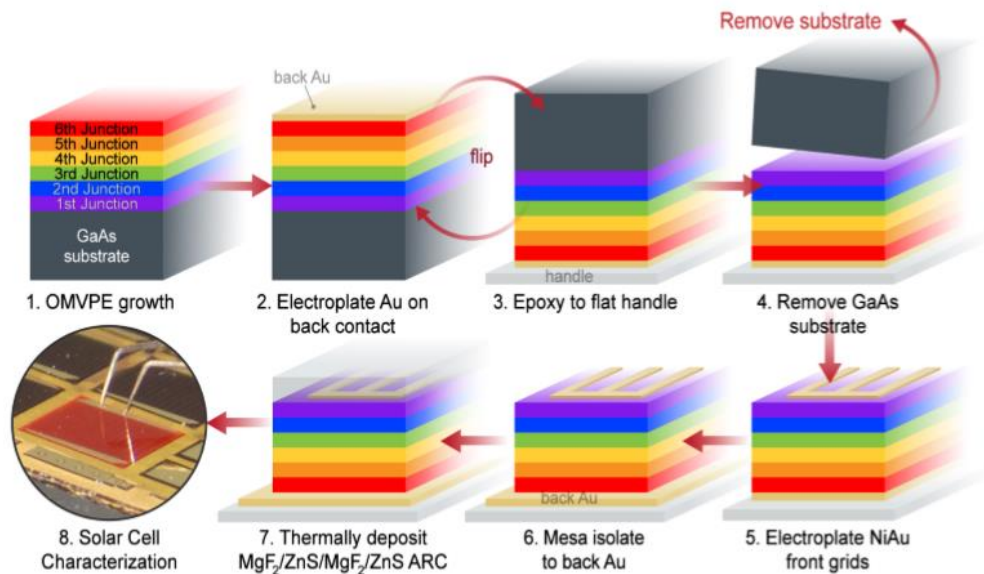 Remove substrate
back Au
6th Junction
5th Junction
4th Junction
3rd Junction
2nd Junction
1st Junction
GaAs
substrate
flip
handle
1. OMVPE growth
2. Electroplate Au on
back contact
3. Epoxy to flat handle
4. Remove GaAs
substrate
back Au
8. Solar Cell
Characterization
7. Thermally deposit
MgF₂/ZnS/MgF₂/ZnS ARC
6. Mesa isolate
to back Au
5. Electroplate NiAu
front grids